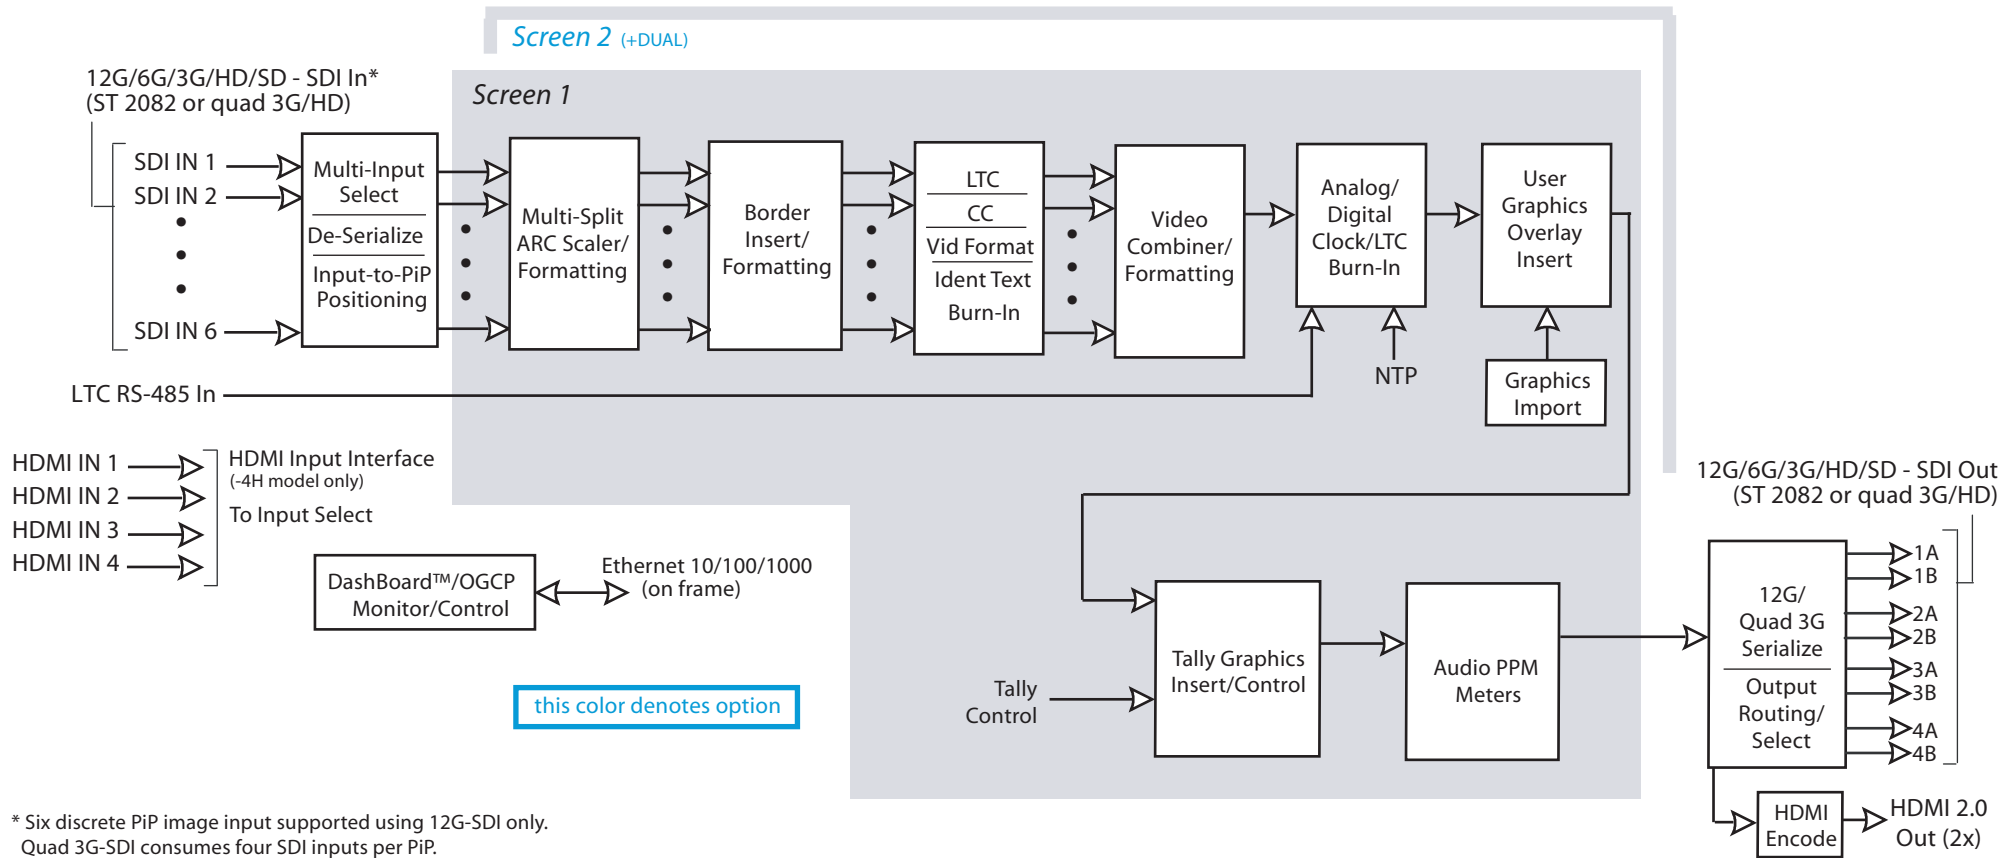 Screen 2 (+DUAL)
12G/6G/3G/HD/SD - SDI In*
(ST 2082 or quad 3G/HD)
Screen 1
SDI IN 1
SDI IN 2
SDI IN 6
Multi-Input
Select
De-Serialize
Input-to-PiP
Positioning
Multi-Split
ARC Scaler/
Formatting
Border
Insert/
Formatting
LTC
CC
Vid Format
Ident Text
Burn-In
Video
Combiner/
Formatting
Analog/
Digital
Clock/LTC
Burn-In
User
Graphics
Overlay
Insert
NTP
Graphics
Import
LTC RS-485 In
HDMI IN 1
HDMI IN 2
HDMI IN 3
HDMI IN 4
HDMI Input Interface
(-4H model only)
To Input Select
DashBoard™/OGCP
Monitor/Control
Ethernet 10/100/1000
(on frame)
this color denotes option
Tally
Control
Tally Graphics
Insert/Control
Audio PPM
Meters
12G/6G/3G/HD/SD - SDI Out
(ST 2082 or quad 3G/HD)
12G/
Quad 3G
Serialize
Output
Routing/
Select
1A
1B
2A
2B
3A
3B
4A
4B
HDMI
Encode
HDMI 2.0
Out (2x)
* Six discrete PiP image input supported using 12G-SDI only.
Quad 3G-SDI consumes four SDI inputs per PiP.